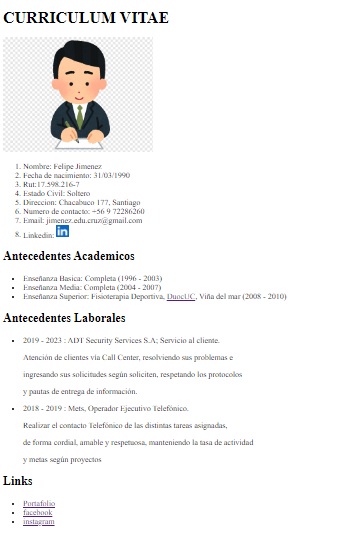 CURRICULUM VITAE
1. Nombre: Felipe Jimenez
2. Fecha de nacimiento: 31/03/1990
3. Rut:17.598.216-7
4. Estado Civil: Soltero
5. Direccion: Chacabuco 177, Santiago
6. Numero de contacto: +56 9 72286260
7. Email: jimenez.edu.cruz@gmail.com
8. Linkedin: in
Antecedentes Academicos
• Enseñanza Basica: Completa (1996 - 2003)
• Enseñanza Media: Completa (2004 - 2007)
• Enseñanza Superior: Fisioterapia Deportiva, DuocUC, Viña del mar (2008 - 2010)
Antecedentes Laborales
• 2019 - 2023 : ADT Security Services S.A; Servicio al cliente.
Atención de clientes vía Call Center, resolviendo sus problemas e
ingresando sus solicitudes según soliciten, respetando los protocolos
y pautas de entrega de información.
• 2018 - 2019 : Mets, Operador Ejecutivo Telefónico.
Realizar el contacto Telefónico de las distintas tareas asignadas,
de forma cordial, amable y respetuosa, manteniendo la tasa de actividad
y metas según proyectos
Links
• Portafolio
• facebook
• instagram